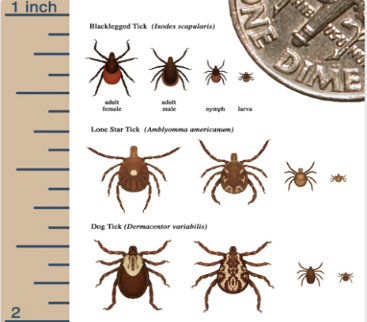 1 inch
ONE DIME
Blacklegged Tick (Ixodes scapularis)
adult female
adult male
nymph
larva
Lone Star Tick (Amblyomma americanum)
Dog Tick (Dermacentor variabilis)
2